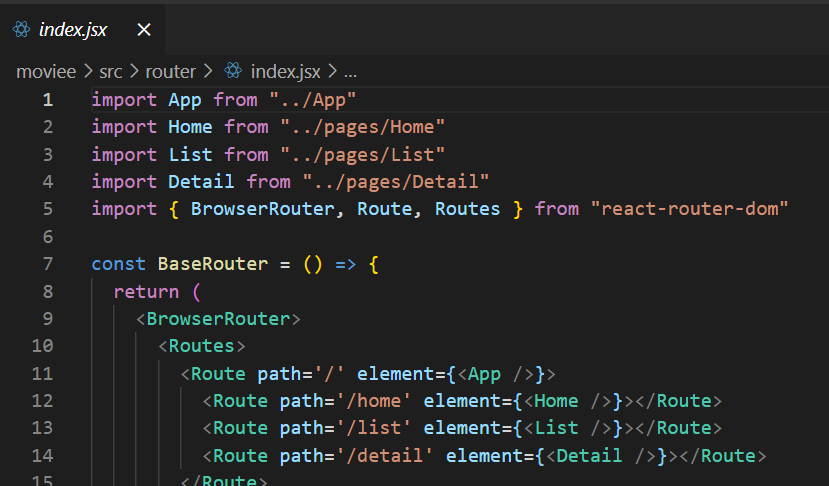 index.jsx ×
moviee > src > router > index.jsx > ...
1 import App from "../App"
2 import Home from "../pages/Home"
3 import List from "../pages/List"
4 import Detail from "../pages/Detail"
5 import { BrowserRouter, Route, Routes } from "react-router-dom"
6
7 const BaseRouter = () => {
8 return (
9 <BrowserRouter>
10 <Routes>
11 <Route path='/' element={<App />}>
12 <Route path='/home' element={<Home />}></Route>
13 <Route path='/list' element={<List />}></Route>
14 <Route path='/detail' element={<Detail />}></Route>
15 </Route>